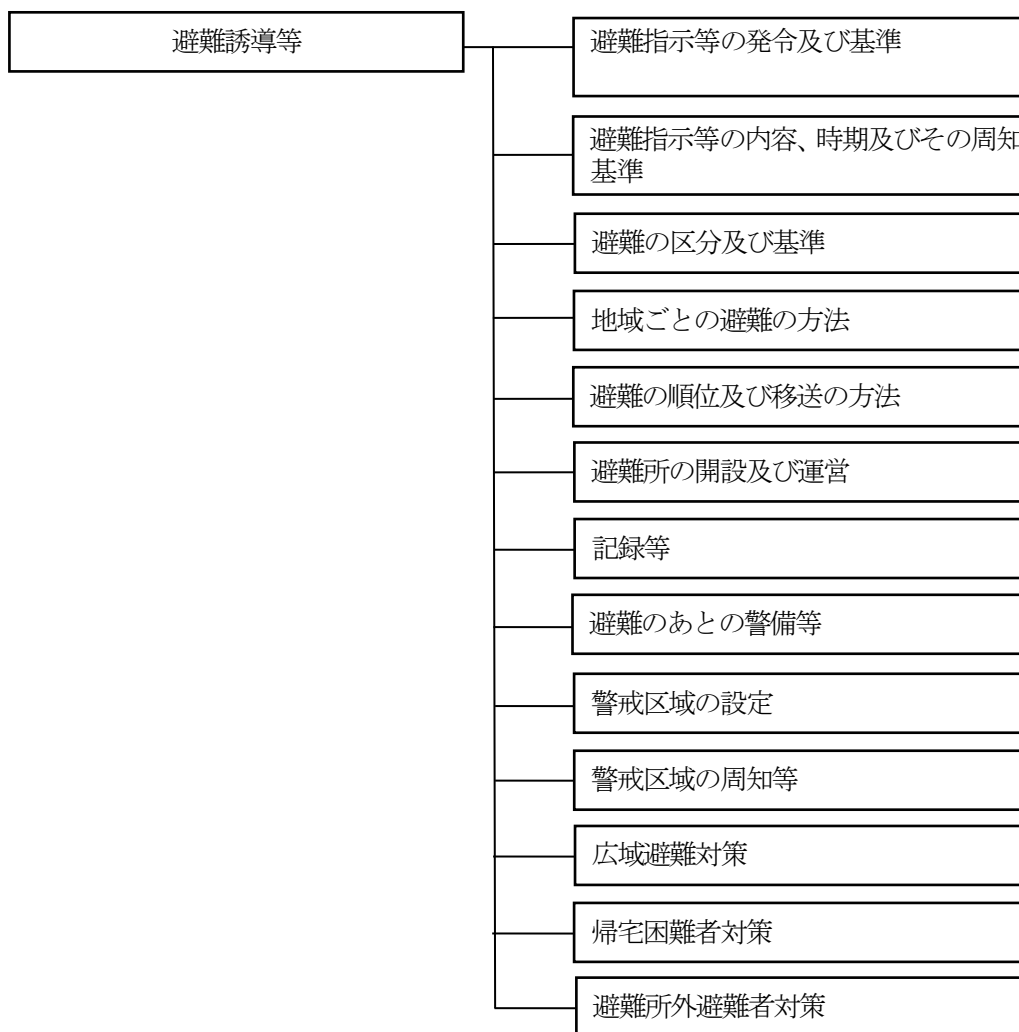 避難誘導等
避難指示等の発令及び基準
避難指示等の内容、時期及びその周知
基準
避難の区分及び基準
地域ごとの避難の方法
避難の順位及び移送の方法
避難所の開設及び運営
記録等
避難のあとの警備等
警戒区域の設定
警戒区域の周知等
広域避難対策
帰宅困難者対策
避難所外避難者対策